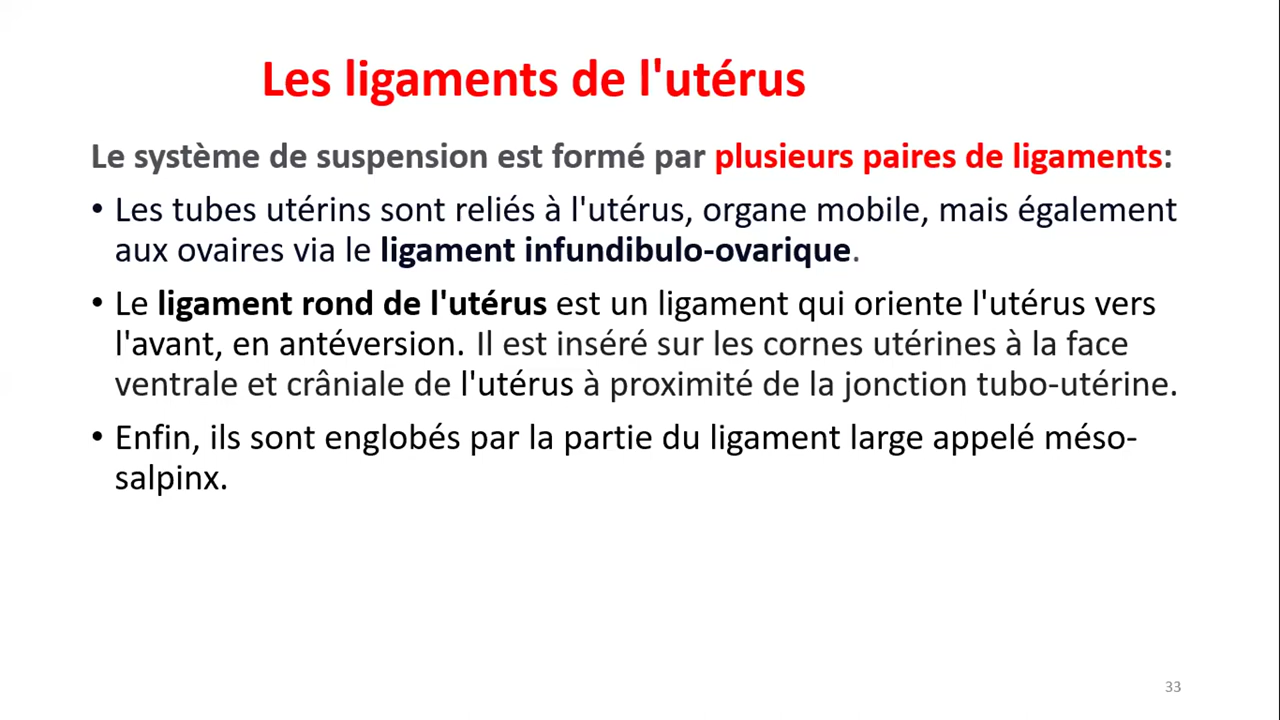 Les ligaments de l'utérus
Le système de suspension est formé par plusieurs paires de ligaments:
• Les tubes utérins sont reliés à l'utérus, organe mobile, mais également
aux ovaires via le ligament infundibulo-ovarique.
• Le ligament rond de l'utérus est un ligament qui oriente l'utérus vers
l'avant, en antéversion. Il est inséré sur les cornes utérines à la face
ventrale et crâniale de l'utérus à proximité de la jonction tubo-utérine.
• Enfin, ils sont englobés par la partie du ligament large appelé méso-
salpinx.
33